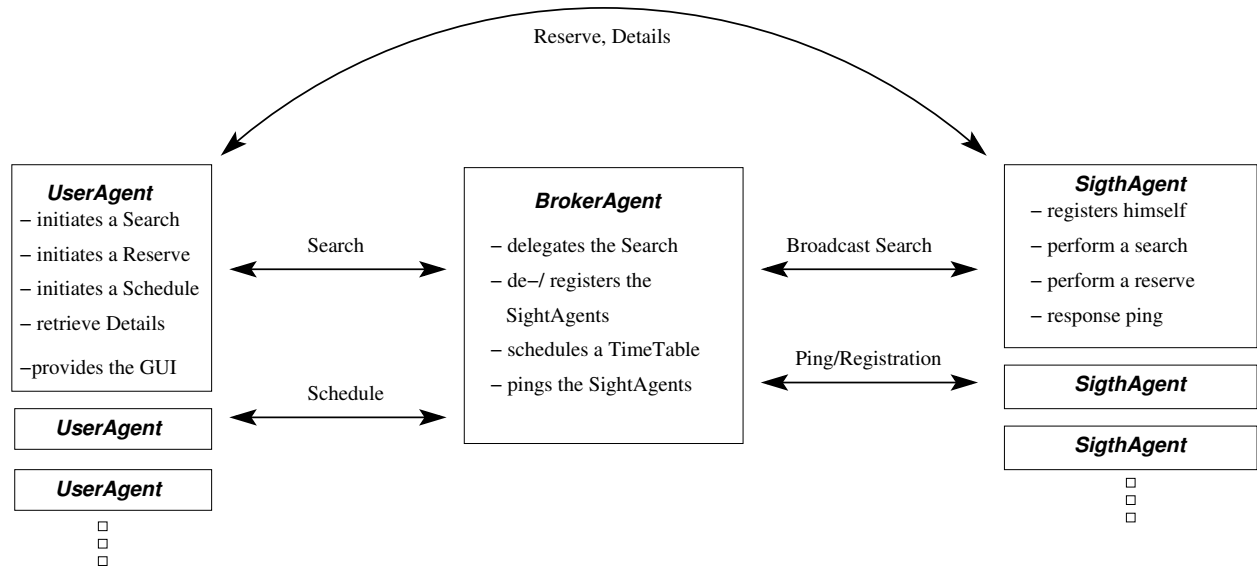 Reserve, Details
UserAgent
– initiates a Search
– initiates a Reserve
– initiates a Schedule
– retrieve Details
–provides the GUI
UserAgent
UserAgent
Search
Schedule
BrokerAgent
– delegates the Search
– de–/ registers the
SightAgents
– schedules a TimeTable
– pings the SightAgents
Broadcast Search
Ping/Registration
SigthAgent
– registers himself
– perform a search
– perform a reserve
– response ping
SigthAgent
SigthAgent